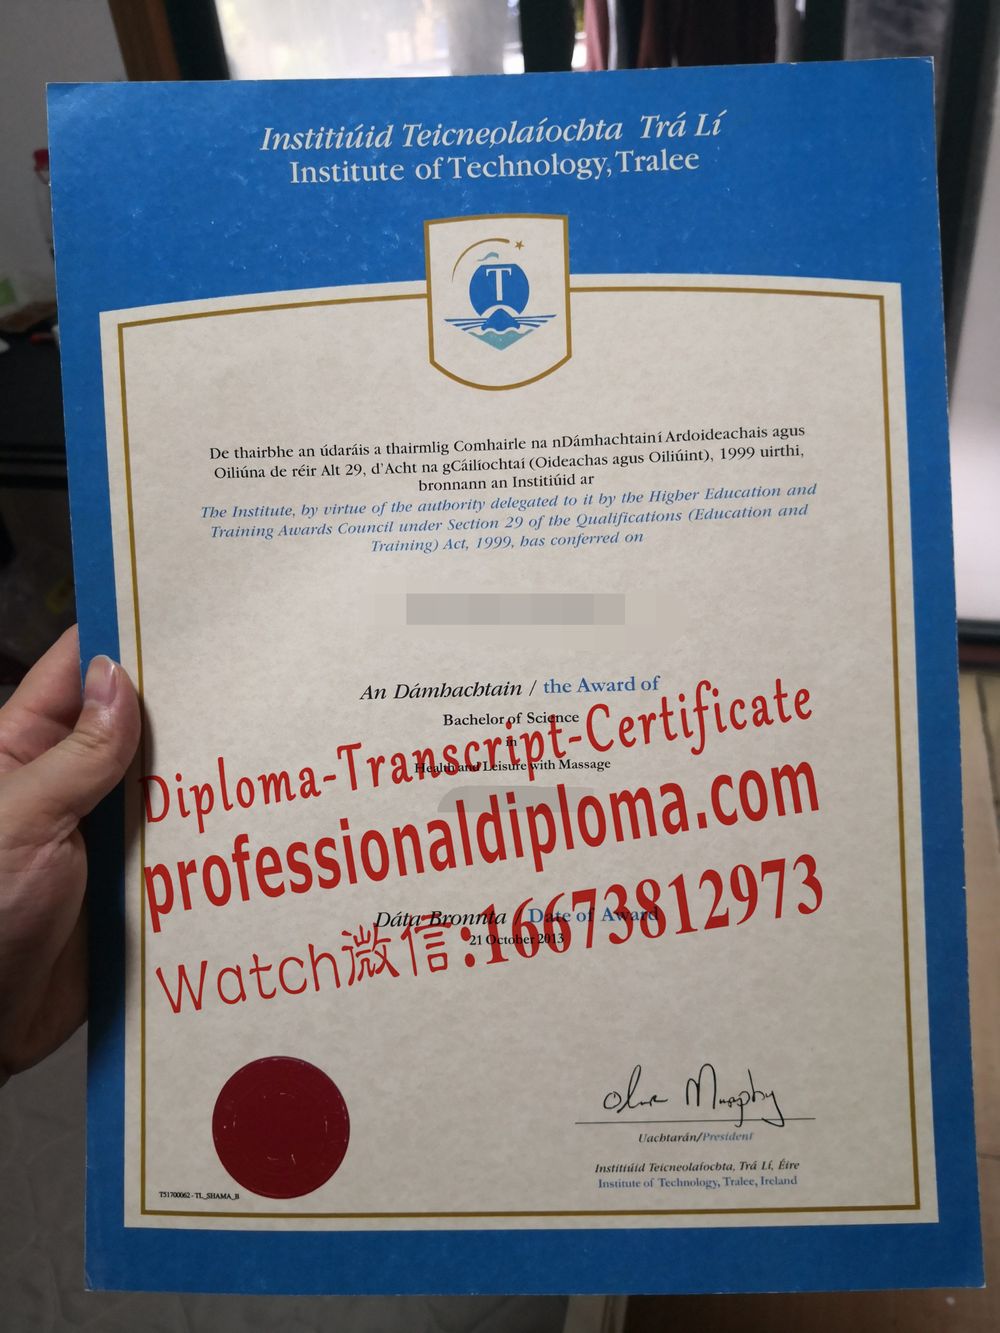 Institiúid Teicneolaíochta Trá Lí
Institute of Technology, Tralee
T
De thairbhe an údaráis a thairmlig Comhairle na nDámhachtainí Ardoideachais agus
Oiliúna de réir Alt 29, d'Acht na gCáilíochtaí (Oideachas agus Oiliúint), 1999 uirthi,
bronnann an Institiúid ar
The Institute, by virtue of the authority delegated to it by the Higher Education and
Training Awards Council under Section 29 of the Qualifications (Education and
Training) Act, 1999, has conferred on
An Dámhachtain / the Award of
Bachelor of Science
in
Health and Leisure with Massage
Diploma-Transcript-Certificate
professionaldiploma.com
Dáta Bronnta / Date of Award
21 October 2013
Watch微信:16673812973
Uachtarán/President
Institiúid Teicneolaíochta, Trá Lí, Éire
Institute of Technology, Tralee, Ireland
T51700062 - TL_SHAMA_B